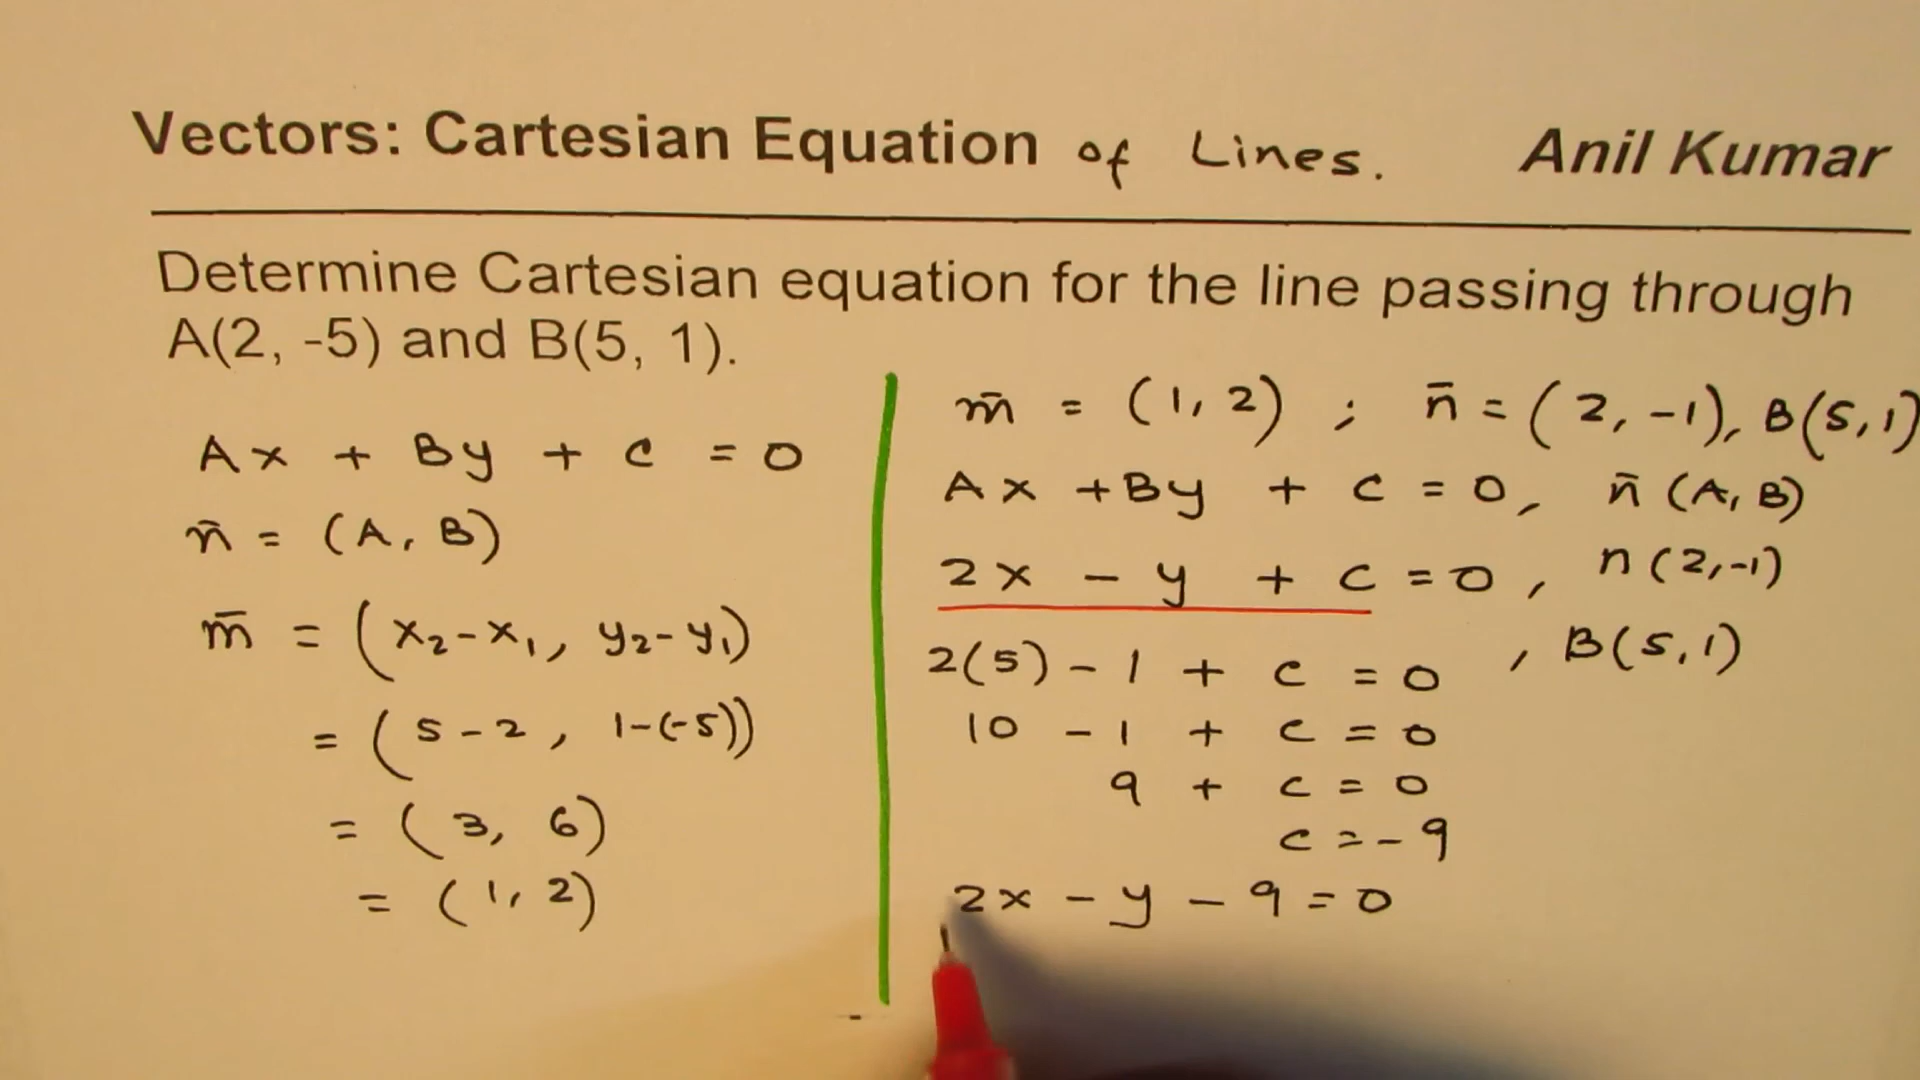 Vectors: Cartesian Equation of Lines. Anil Kumar
Determine Cartesian equation for the line passing through
A(2, -5) and B(5, 1).
Ax + By + C = 0
n̄ = (A, B)
m̄ = (x₂-x₁, y₂-y₁)
= (5-2, 1-(-5))
= (3, 6)
= (1, 2)
m̄ = (1, 2) ; n̄ = (2, -1), B(5,1)
Ax + By + C = 0, n̄ (A, B)
2x - y + C = 0, n(2,-1)
2(5) - 1 + C = 0 , B(5,1)
10 - 1 + C = 0
9 + C = 0
C = -9
2x - y - 9 = 0